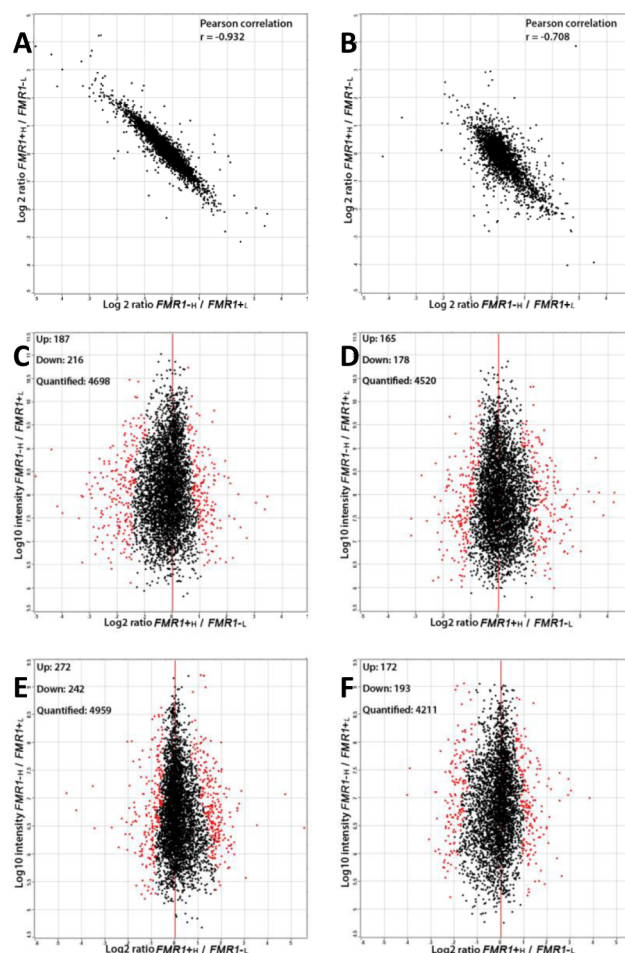 A
Pearson correlation
r = -0.932
Log 2 ratio FMR1+H / FMR1-L
Log 2 ratio FMR1-H / FMR1+L
B
Pearson correlation
r = -0.708
Log 2 ratio FMR1+H / FMR1-L
Log 2 ratio FMR1-H / FMR1+L
C
Up: 187
Down: 216
Quantified: 4698
Log10 intensity FMR1-H / FMR1+L
Log2 ratio FMR1+H / FMR1-L
D
Up: 165
Down: 178
Quantified: 4520
Log10 intensity FMR1-H / FMR1+L
Log2 ratio FMR1+H / FMR1-L
E
Up: 272
Down: 242
Quantified: 4959
Log10 intensity FMR1-H / FMR1+L
Log2 ratio FMR1+H / FMR1-L
F
Up: 172
Down: 193
Quantified: 4211
Log10 intensity FMR1-H / FMR1+L
Log2 ratio FMR1+H / FMR1-L